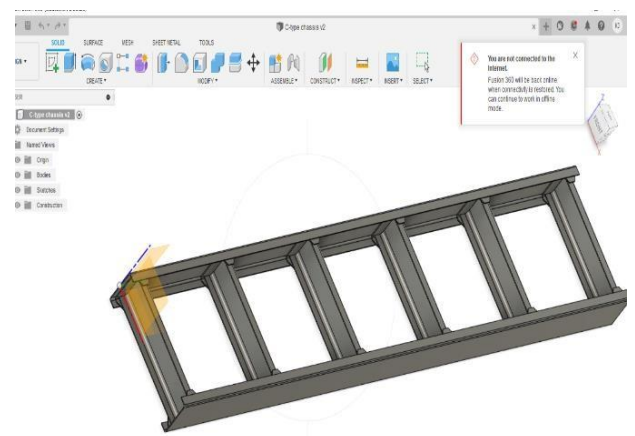 C-type chassis v2
SOLID SURFACE MESH SHEET METAL TOOLS
CREATE ▾ MODIFY ▾ ASSEMBLE ▾ CONSTRUCT ▾ INSPECT ▾ INSERT ▾ SELECT ▾
You are not connected to the
Internet.
Fusion 360 will be back online
when connectivity is restored. You
can continue to work in offline
mode.
C-type chassis v2
Document Settings
Named Views
Origin
Bodies
Sketches
Construction